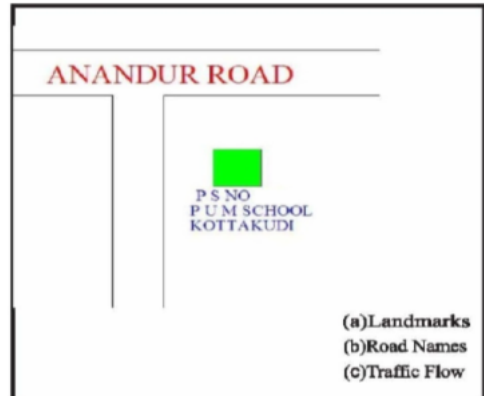 ANANDUR ROAD
P S NO
P U M SCHOOL
KOTTAKUDI
(a)Landmarks
(b)Road Names
(c)Traffic Flow